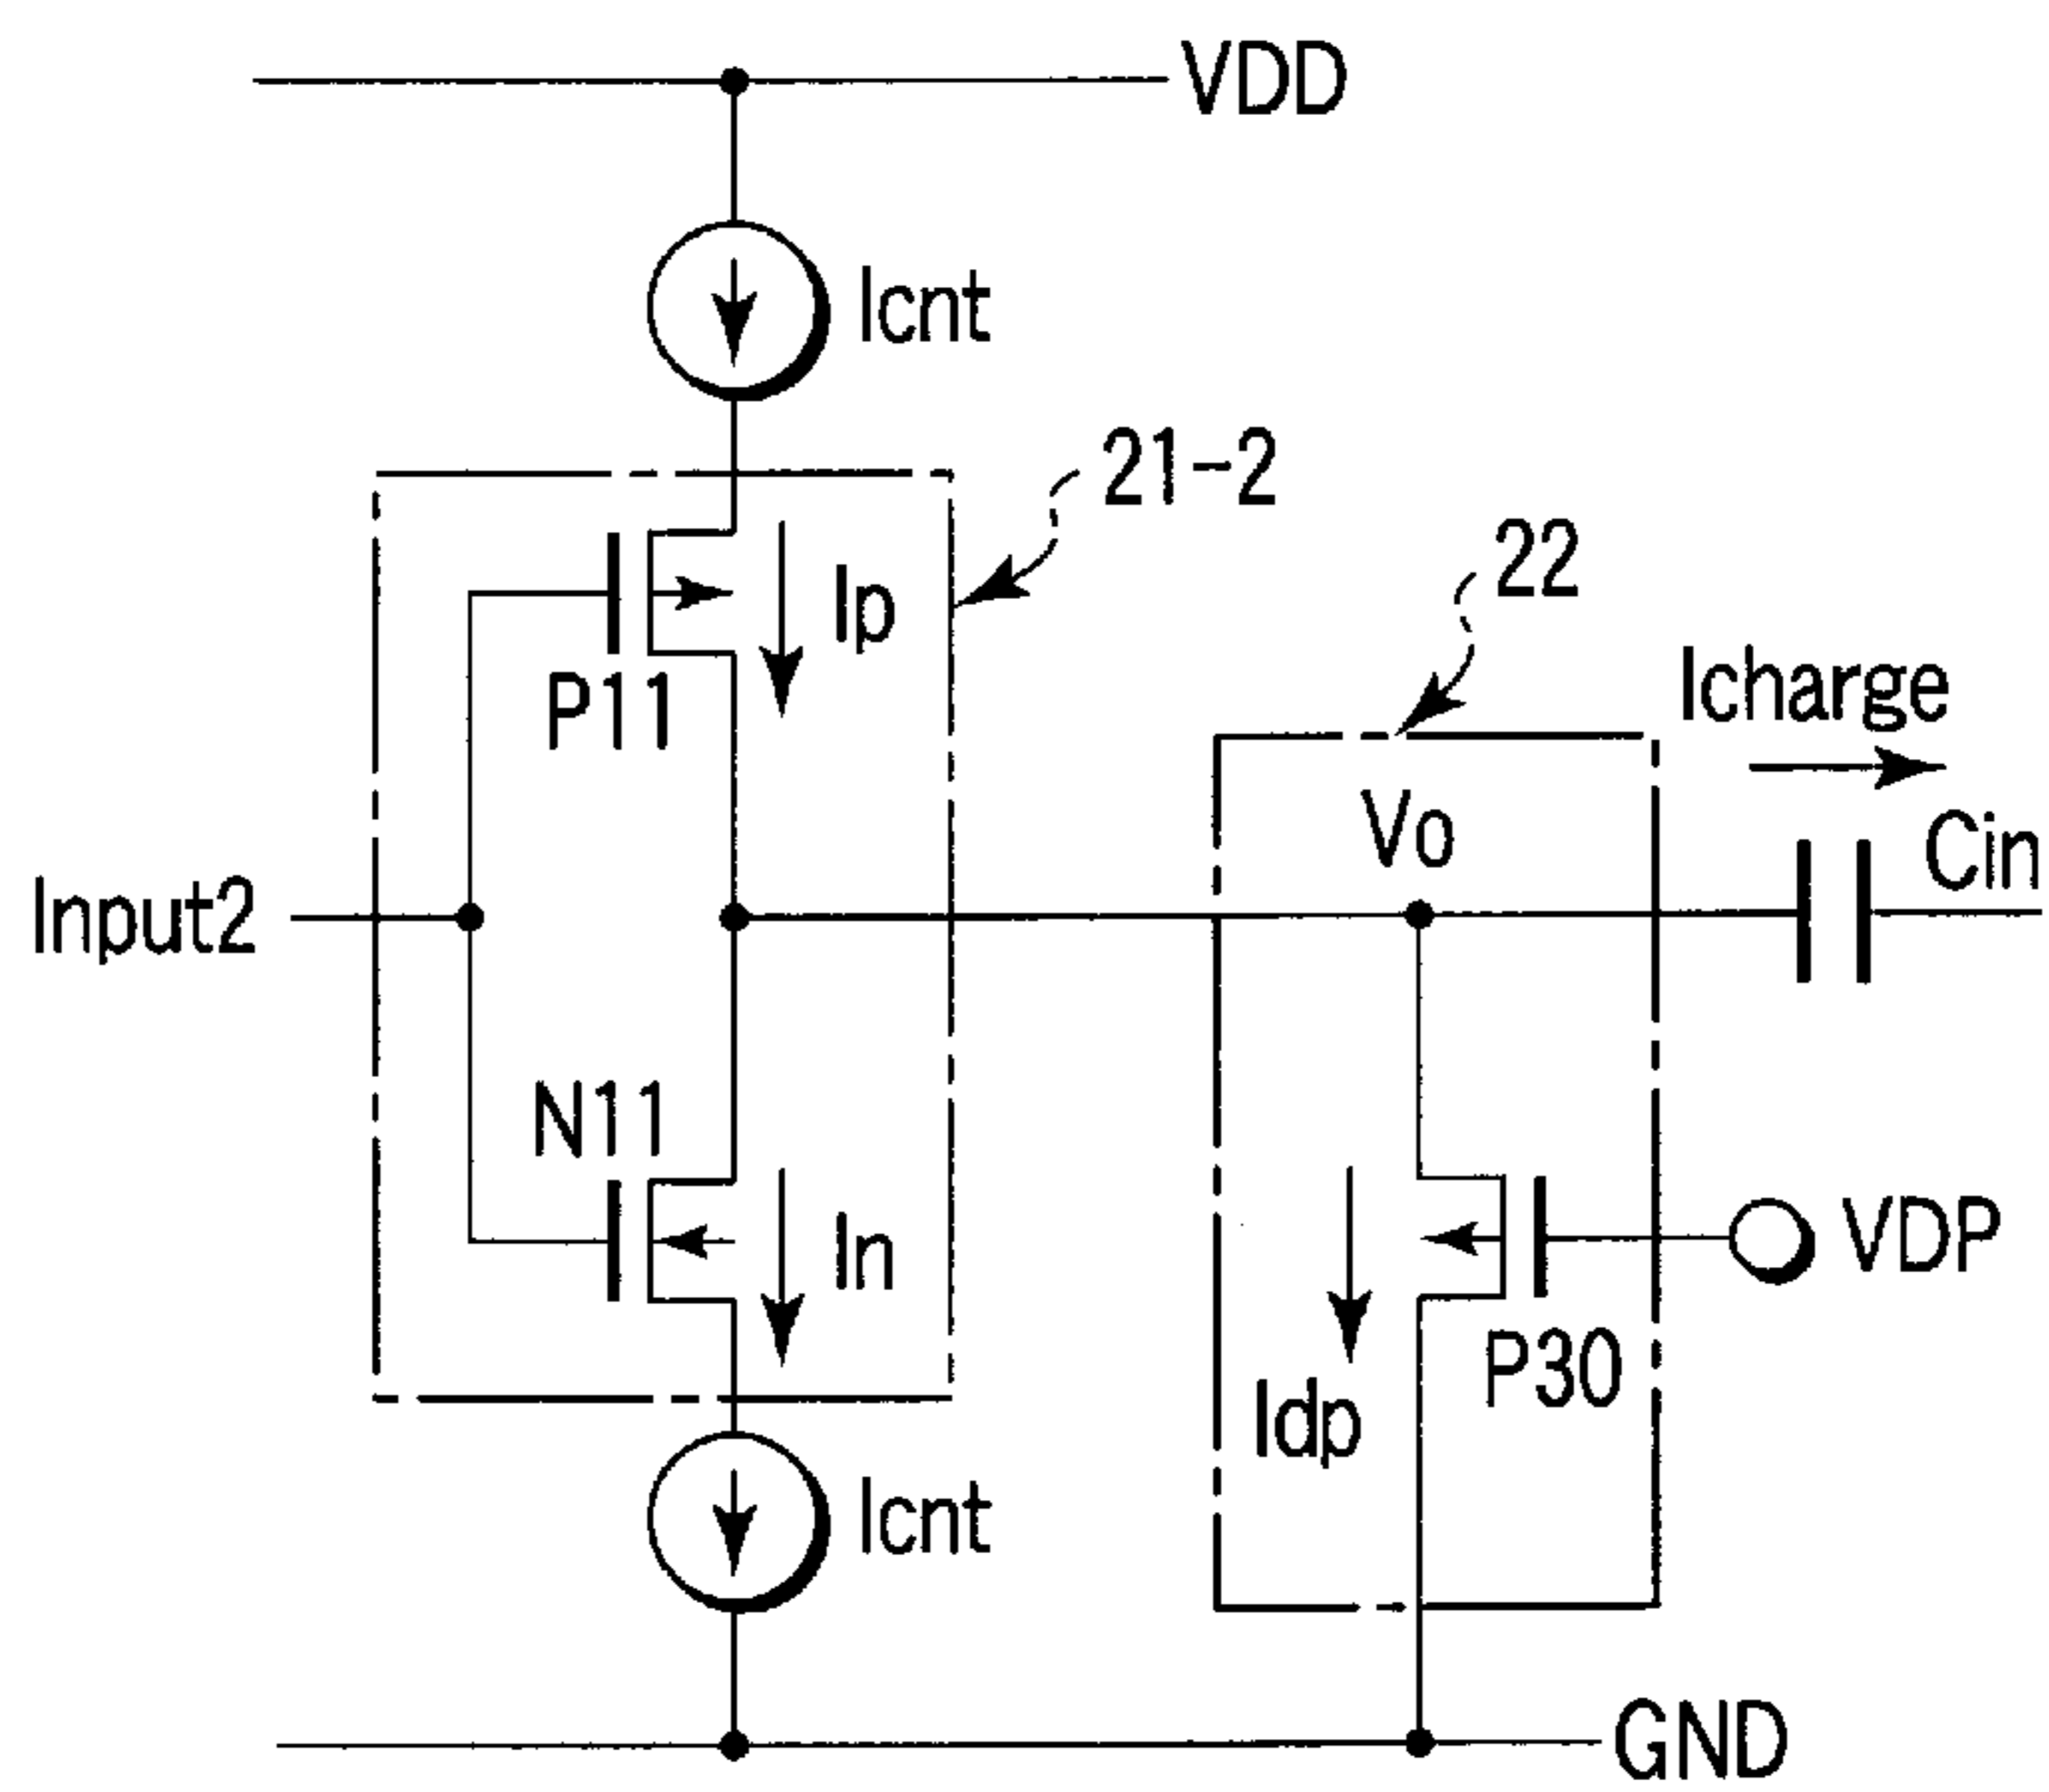 VDD
Icnt
21-2
Ip
P11
22
Icharge
Vo
Cin
Input2
N11
In
VDP
P30
Idp
Icnt
GND